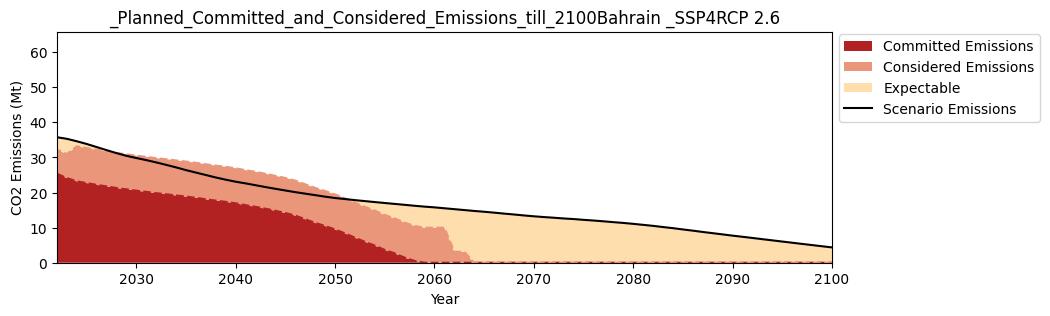 _Planned_Committed_and_Considered_Emissions_till_2100Bahrain _SSP4RCP 2.6
CO2 Emissions (Mt)
60
50
40
30
20
10
0
2030 2040 2050 2060 2070 2080 2090 2100
Year
Committed Emissions
Considered Emissions
Expectable
Scenario Emissions